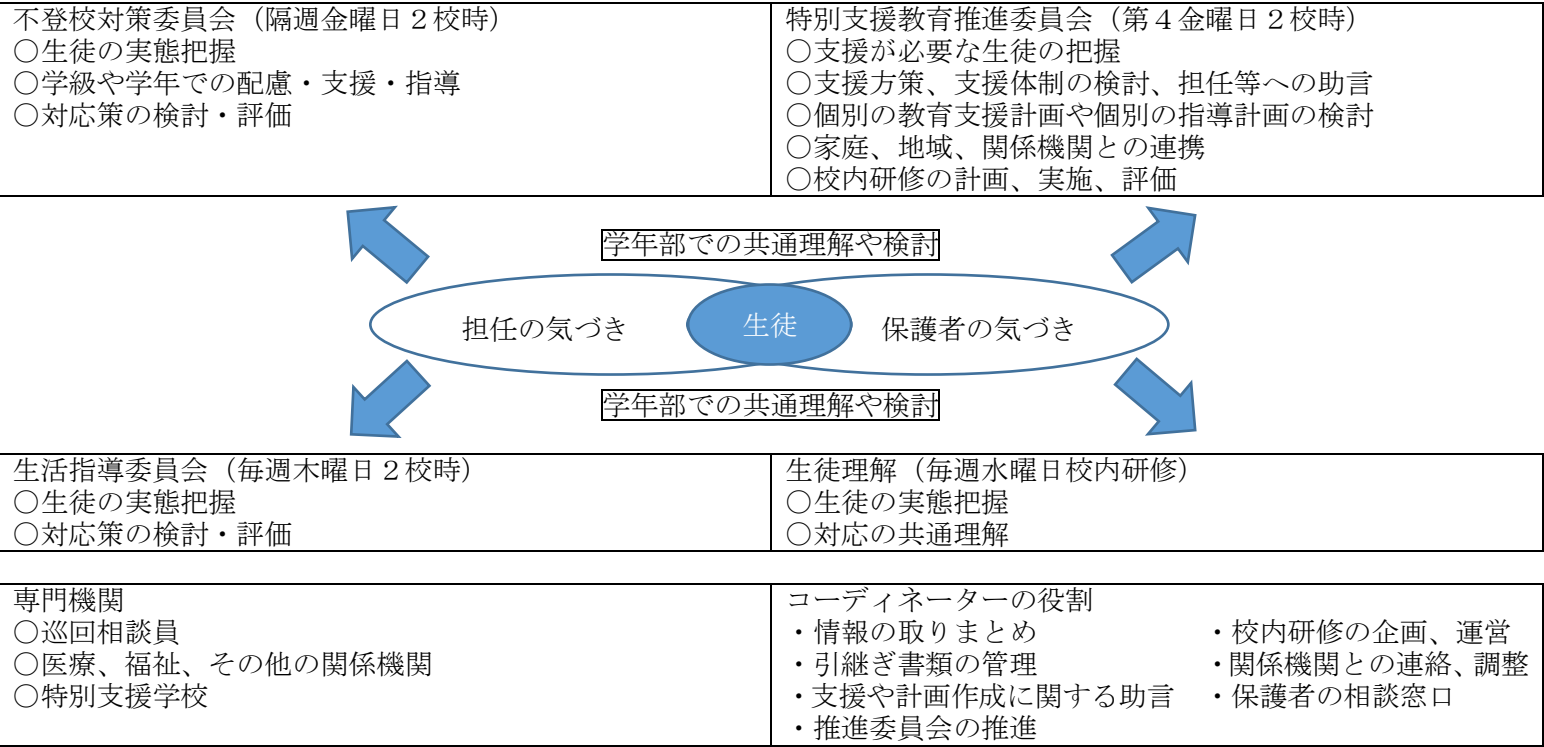 不登校対策委員会（隔週金曜日２校時）
○生徒の実態把握
○学級や学年での配慮・支援・指導
○対応策の検討・評価
特別支援教育推進委員会（第４金曜日２校時）
○支援が必要な生徒の把握
○支援方策、支援体制の検討、担任等への助言
○個別の教育支援計画や個別の指導計画の検討
○家庭、地域、関係機関との連携
○校内研修の計画、実施、評価
学年部での共通理解や検討
担任の気づき
生徒
保護者の気づき
学年部での共通理解や検討
生活指導委員会（毎週木曜日２校時）
○生徒の実態把握
○対応策の検討・評価
生徒理解（毎週水曜日校内研修）
○生徒の実態把握
○対応の共通理解
専門機関
○巡回相談員
○医療、福祉、その他の関係機関
○特別支援学校
コーディネーターの役割
・情報の取りまとめ
・引継ぎ書類の管理
・支援や計画作成に関する助言
・推進委員会の推進
・校内研修の企画、運営
・関係機関との連絡、調整
・保護者の相談窓口